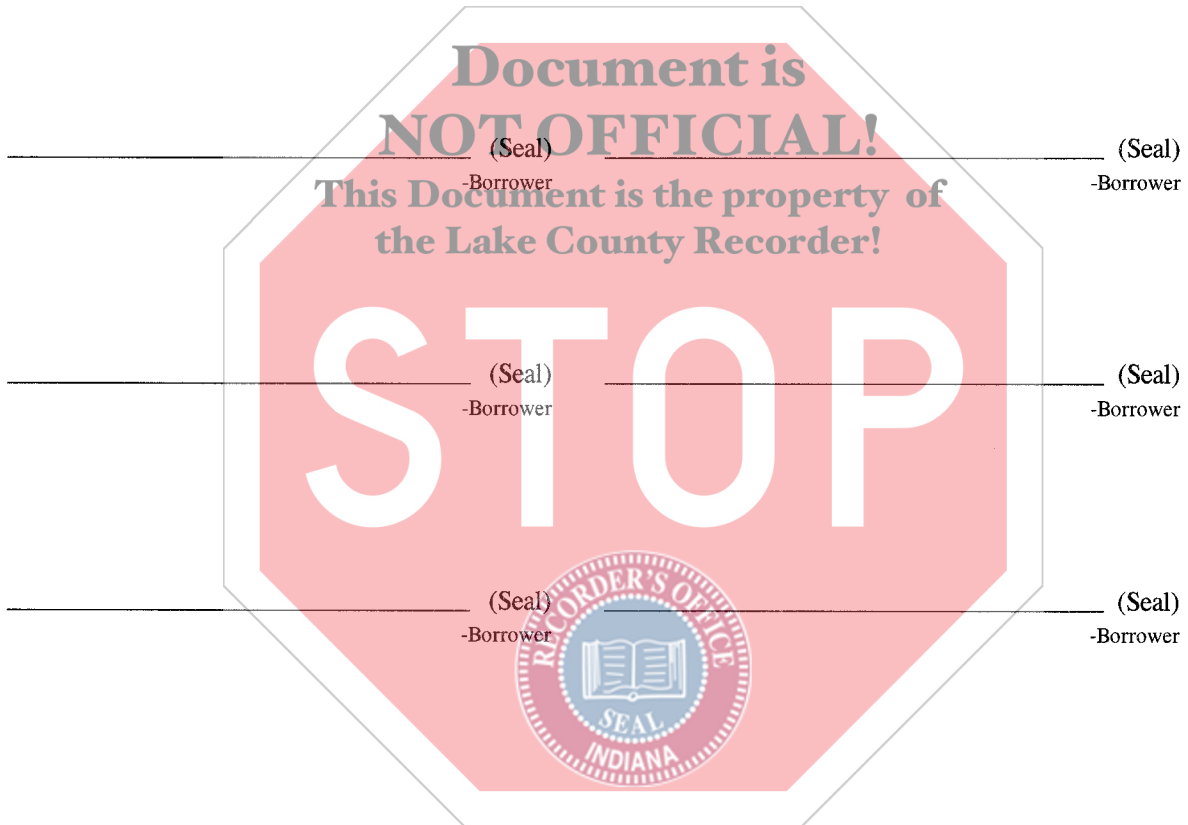 Document is
NOT OFFICIAL!
(Seal) (Seal)
-Borrower -Borrower
This Document is the property of
the Lake County Recorder!
STOP
(Seal) (Seal)
-Borrower -Borrower
(Seal) (Seal)
-Borrower -Borrower
RECORDER'S OFFICE
SEAL
INDIANA